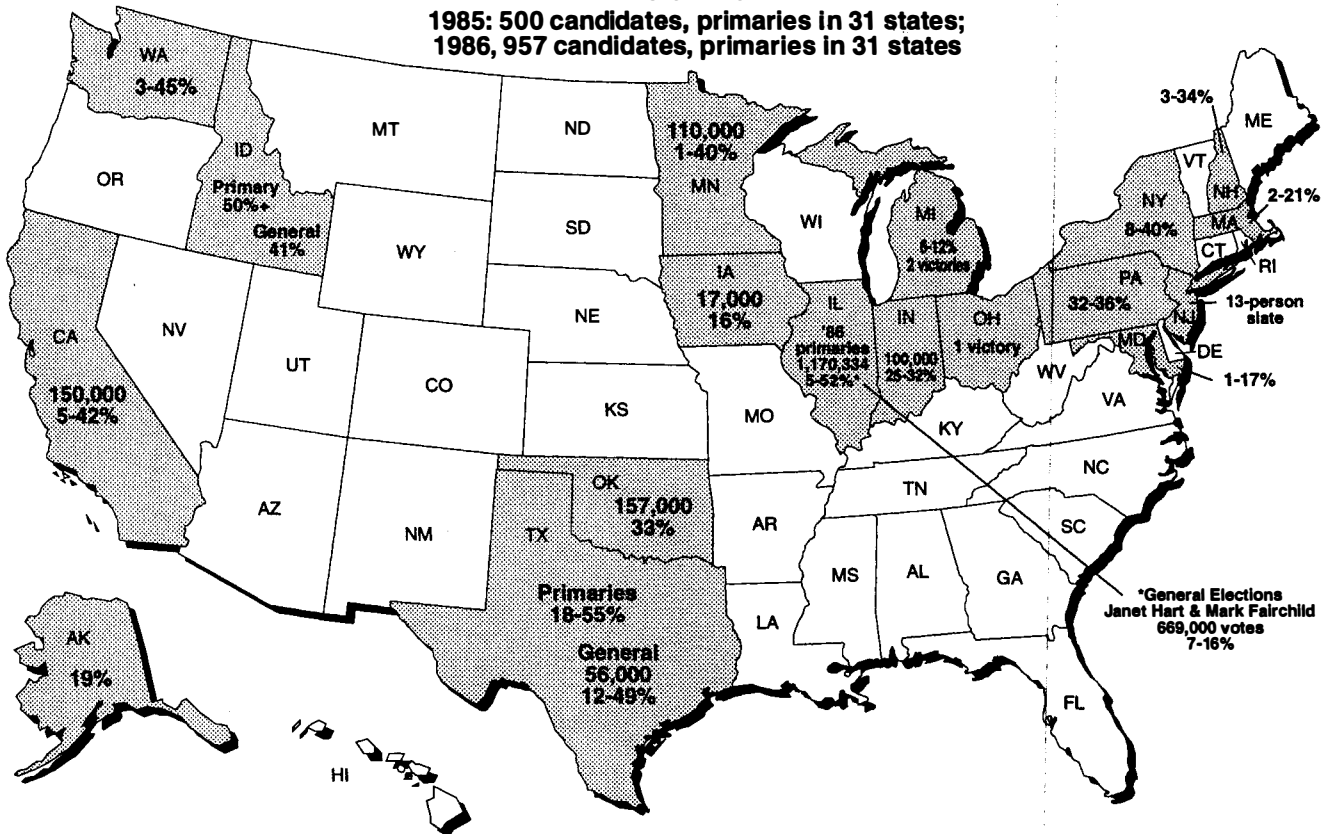 1985: 500 candidates, primaries in 31 states;
1986, 957 candidates, primaries in 31 states
WA
3-45%
OR
ID
Primary
50%+
General
41%
MT
WY
ND
SD
NE
KS
110,000
1-40%
MN
IA
17,000
16%
WI
MI
6-12%
2 victories
IL
'86
primaries
1,170,334
5-52%*
IN
100,000
25-32%
OH
1 victory
3-34%
ME
VT
NH
NY
8-40%
2-21%
MA
CT
RI
PA
32-36%
NJ
13-person
slate
MD
DE
1-17%
WV
VA
KY
NC
TN
SC
MO
AR
MS
AL
GA
LA
FL
CA
150,000
5-42%
NV
UT
CO
AZ
NM
OK
157,000
33%
TX
Primaries
18-55%
General
56,000
12-49%
AK
19%
HI
*General Elections
Janet Hart & Mark Fairchild
669,000 votes
7-16%